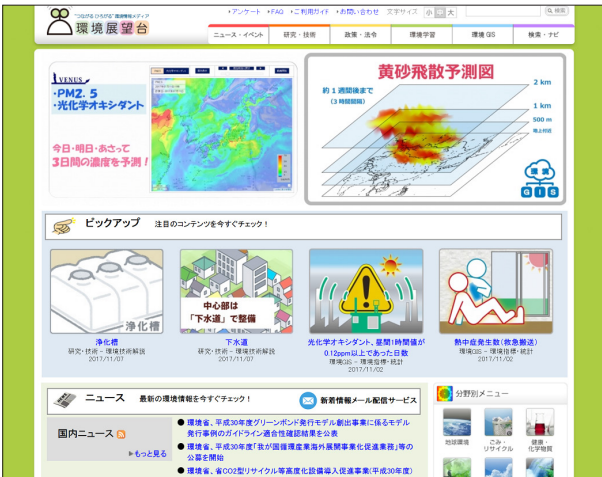 "つながる ひろがる" 環境情報メディア
環境展望台
アンケート FAQ ご利用ガイド お問い合わせ 文字サイズ 小 中 大 検索
ニュース・イベント 研究・技術 政策・法令 環境学習 環境 GIS 検索・ナビ
VENUS
・PM2. 5
・光化学オキシダント
今日・明日・あさって
3日間の濃度を予測!
黄砂飛散予測図
約1週間後まで
(3時間間隔)
2 km
1 km
500 m
地上付近
環境
GIS
ピックアップ 注目のコンテンツを今すぐチェック!
浄化槽
中心部は
「下水道」で整備
浄化槽
研究・技術 - 環境技術解説
2017/11/07
下水道
研究・技術 - 環境技術解説
2017/11/07
光化学オキシダント、昼間1時間値が
0.12ppm以上であった日数
環境GIS - 環境指標・統計
2017/11/02
熱中症発生数(救急搬送)
環境GIS - 環境指標・統計
2017/11/02
ニュース 最新の環境情報を今すぐチェック! 新着情報メール配信サービス
国内ニュース
▶もっと見る
● 環境省、平成30年度グリーンボンド発行モデル創出事業に係るモデル
発行事例のガイドライン適合性確認結果を公表
● 環境省、平成30年度「我が国循環産業海外展開事業化促進業務」等の
公募を開始
● 環境省、省CO2型リサイクル等高度化設備導入促進事業(平成30年度)
分野別メニュー
地球環境
ごみ・
リサイクル
健康・
化学物質